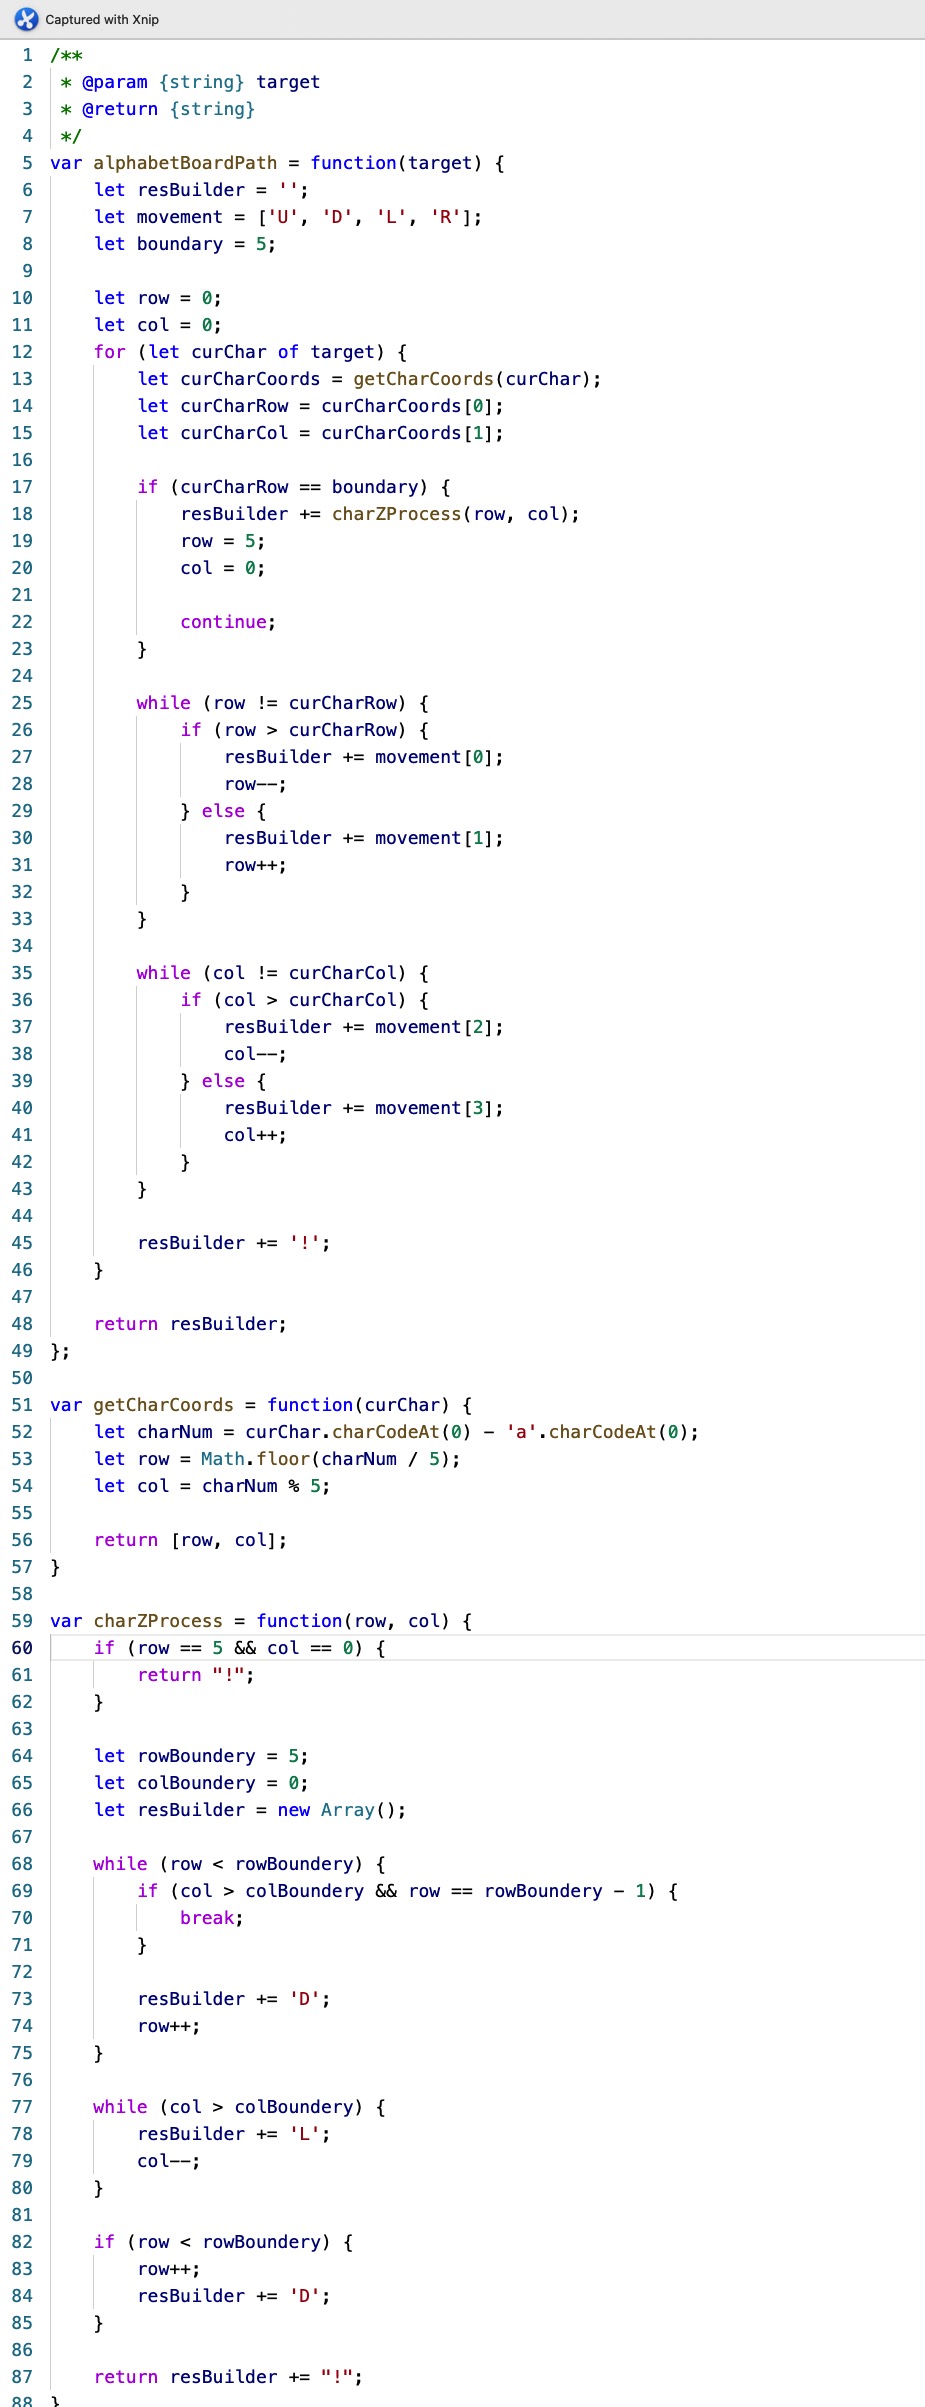 Captured with Xnip
1 /**
2  * @param {string} target
3  * @return {string}
4  */
5 var alphabetBoardPath = function(target) {
6     let resBuilder = '';
7     let movement = ['U', 'D', 'L', 'R'];
8     let boundary = 5;
9
10     let row = 0;
11     let col = 0;
12     for (let curChar of target) {
13         let curCharCoords = getCharCoords(curChar);
14         let curCharRow = curCharCoords[0];
15         let curCharCol = curCharCoords[1];
16
17         if (curCharRow == boundary) {
18             resBuilder += charZProcess(row, col);
19             row = 5;
20             col = 0;
21
22             continue;
23         }
24
25         while (row != curCharRow) {
26             if (row > curCharRow) {
27                 resBuilder += movement[0];
28                 row--;
29             } else {
30                 resBuilder += movement[1];
31                 row++;
32             }
33         }
34
35         while (col != curCharCol) {
36             if (col > curCharCol) {
37                 resBuilder += movement[2];
38                 col--;
39             } else {
40                 resBuilder += movement[3];
41                 col++;
42             }
43         }
44
45         resBuilder += '!';
46     }
47
48     return resBuilder;
49 };
50
51 var getCharCoords = function(curChar) {
52     let charNum = curChar.charCodeAt(0) - 'a'.charCodeAt(0);
53     let row = Math.floor(charNum / 5);
54     let col = charNum % 5;
55
56     return [row, col];
57 }
58
59 var charZProcess = function(row, col) {
60     if (row == 5 && col == 0) {
61         return "!";
62     }
63
64     let rowBoundery = 5;
65     let colBoundery = 0;
66     let resBuilder = new Array();
67
68     while (row < rowBoundery) {
69         if (col > colBoundery && row == rowBoundery - 1) {
70             break;
71         }
72
73         resBuilder += 'D';
74         row++;
75     }
76
77     while (col > colBoundery) {
78         resBuilder += 'L';
79         col--;
80     }
81
82     if (row < rowBoundery) {
83         row++;
84         resBuilder += 'D';
85     }
86
87     return resBuilder += "!";
88 }